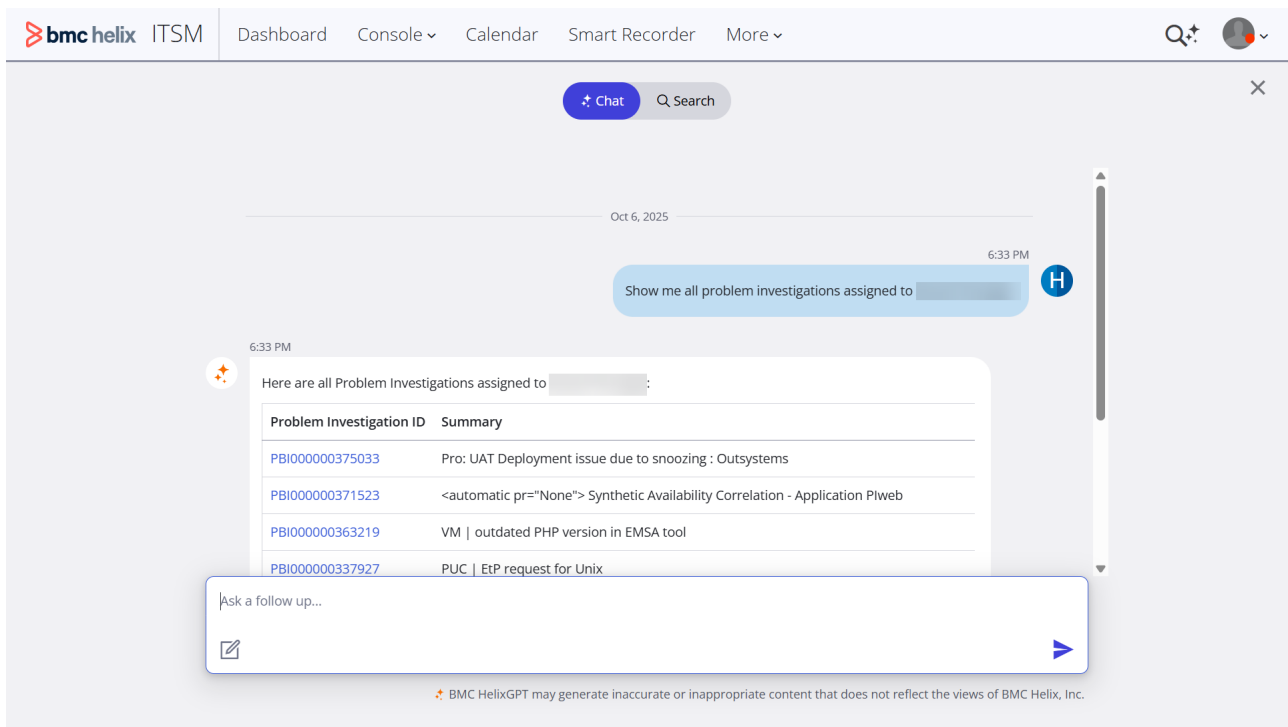 bmc helix ITSM Dashboard Console Calendar Smart Recorder More
Chat Search
Oct 6, 2025
6:33 PM
Show me all problem investigations assigned to
H
6:33 PM
Here are all Problem Investigations assigned to :
Problem Investigation ID Summary
PBI000000375033 Pro: UAT Deployment issue due to snoozing : Outsystems
PBI000000371523 <automatic pr="None"> Synthetic Availability Correlation - Application PIweb
PBI000000363219 VM | outdated PHP version in EMSA tool
PBI000000337927 PUC | EtP request for Unix
Ask a follow up...
BMC HelixGPT may generate inaccurate or inappropriate content that does not reflect the views of BMC Helix, Inc.